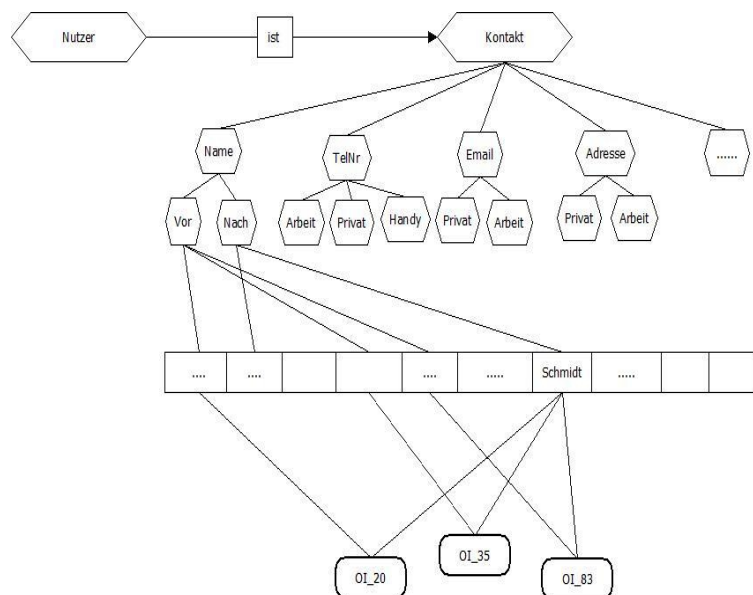 Nutzer ist Kontakt
Name TelNr Email Adresse ......
Vor Nach Arbeit Privat Handy Privat Arbeit Privat Arbeit
.... .... .... ..... Schmidt .....
OI_20 OI_35 OI_83